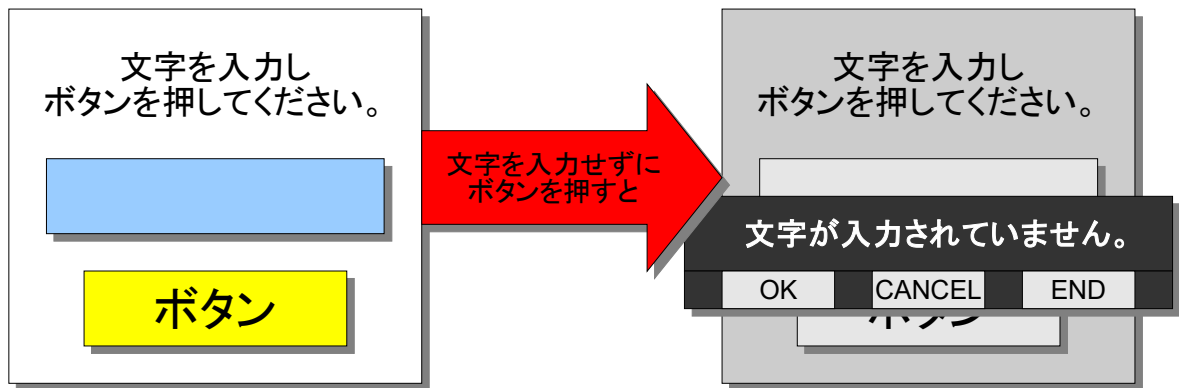 文字を入力し
ボタンを押してください。
ボタン
文字を入力せずに
ボタンを押すと
文字を入力し
ボタンを押してください。
文字が入力されていません。
OK CANCEL END
ボタン